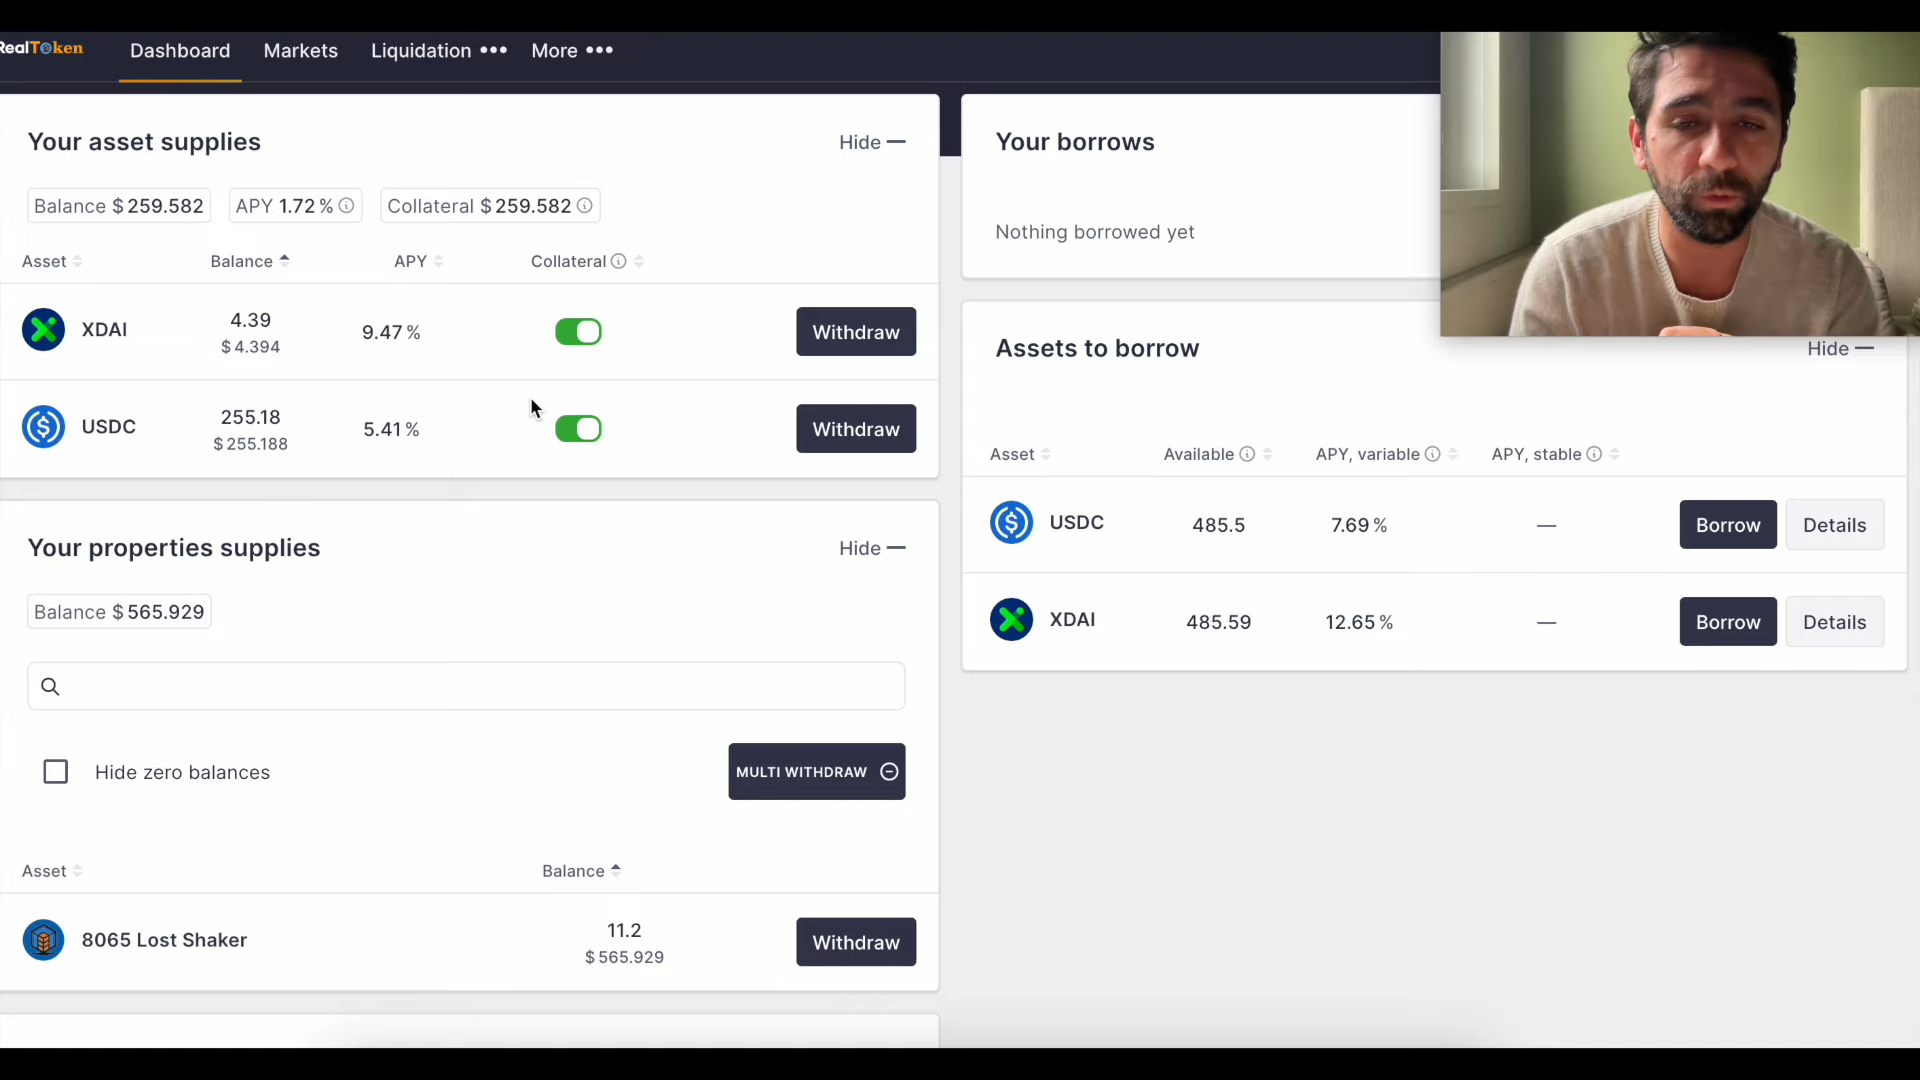 RealToken Dashboard Markets Liquidation ••• More •••
Your asset supplies Hide —
Balance $ 259.582 APY 1.72 % Collateral $ 259.582
Asset Balance APY Collateral
XDAI 4.39 9.47 % Withdraw
$ 4.394
USDC 255.18 5.41 % Withdraw
$ 255.188
Your properties supplies Hide —
Balance $ 565.929
Hide zero balances MULTI WITHDRAW
Asset Balance
8065 Lost Shaker 11.2 Withdraw
$ 565.929
Your borrows
Nothing borrowed yet
Assets to borrow Hide —
Asset Available APY, variable APY, stable
USDC 485.5 7.69 % — Borrow Details
XDAI 485.59 12.65 % — Borrow Details